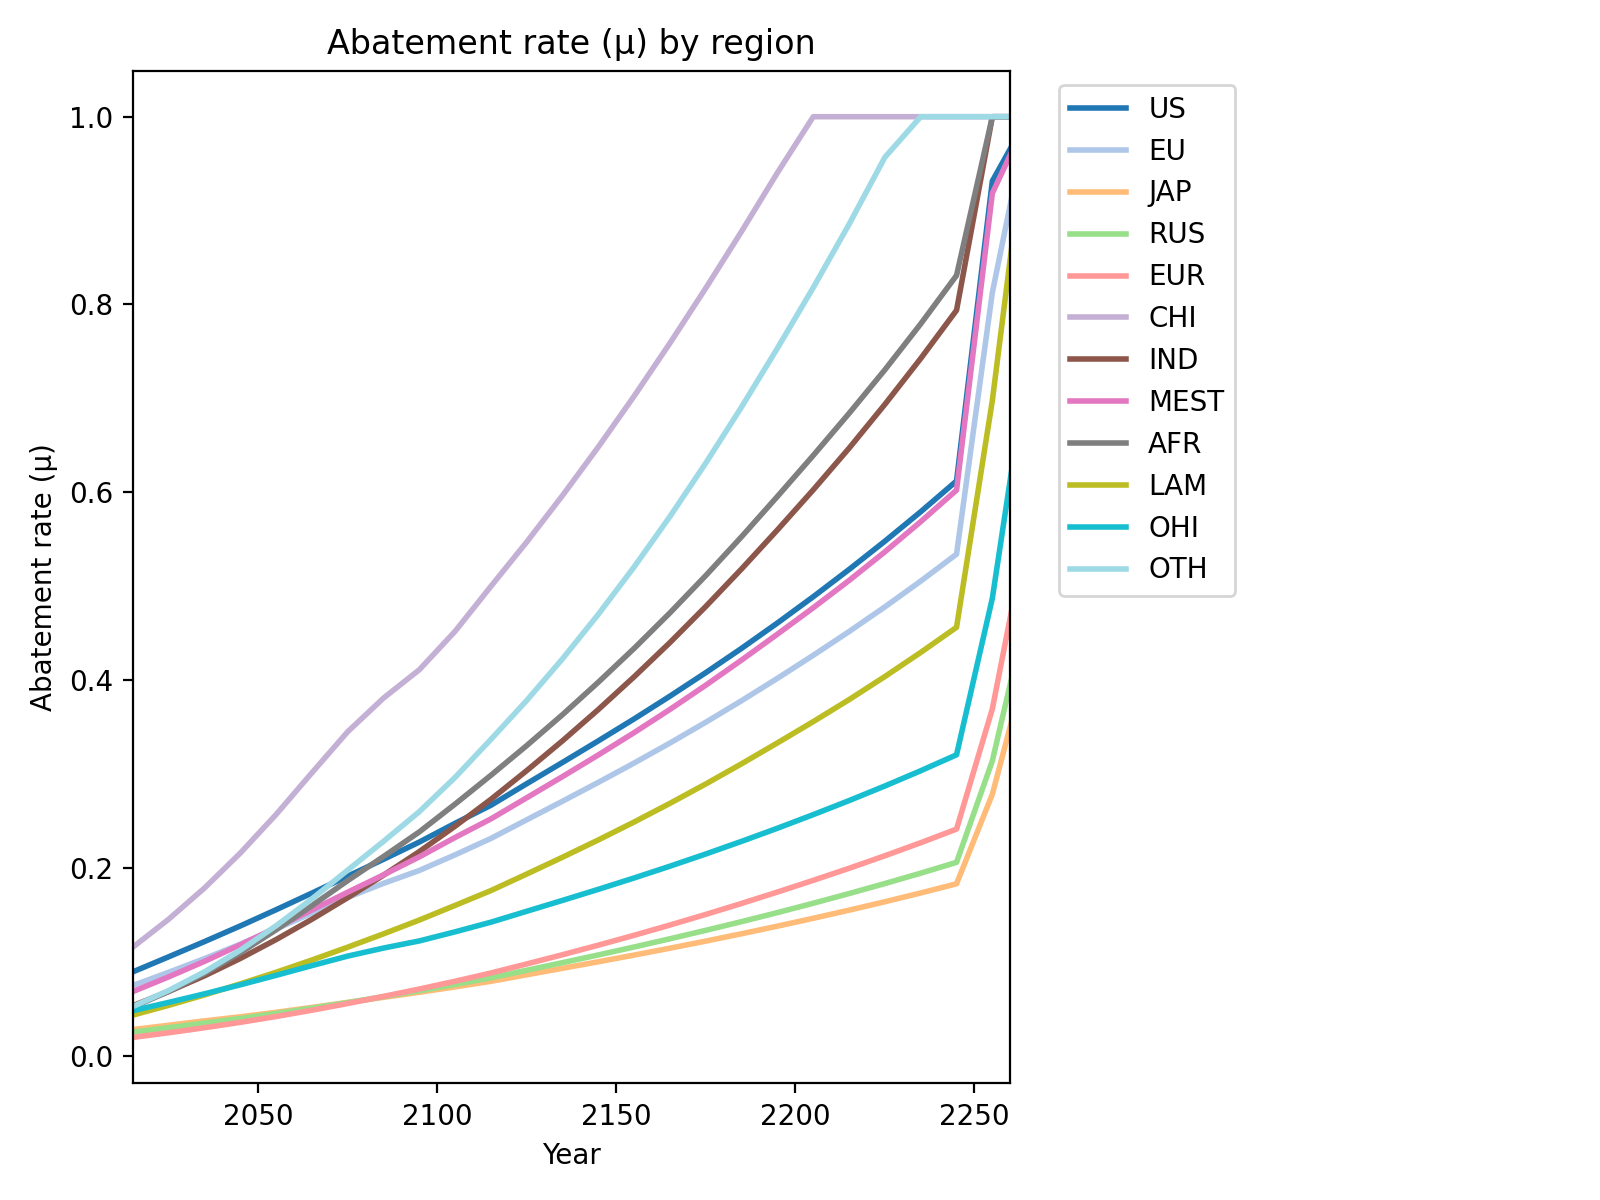 Abatement rate (μ) by region
Abatement rate (μ)
1.0
0.8
0.6
0.4
0.2
0.0
2050
2100
2150
2200
2250
Year
US
EU
JAP
RUS
EUR
CHI
IND
MEST
AFR
LAM
OHI
OTH